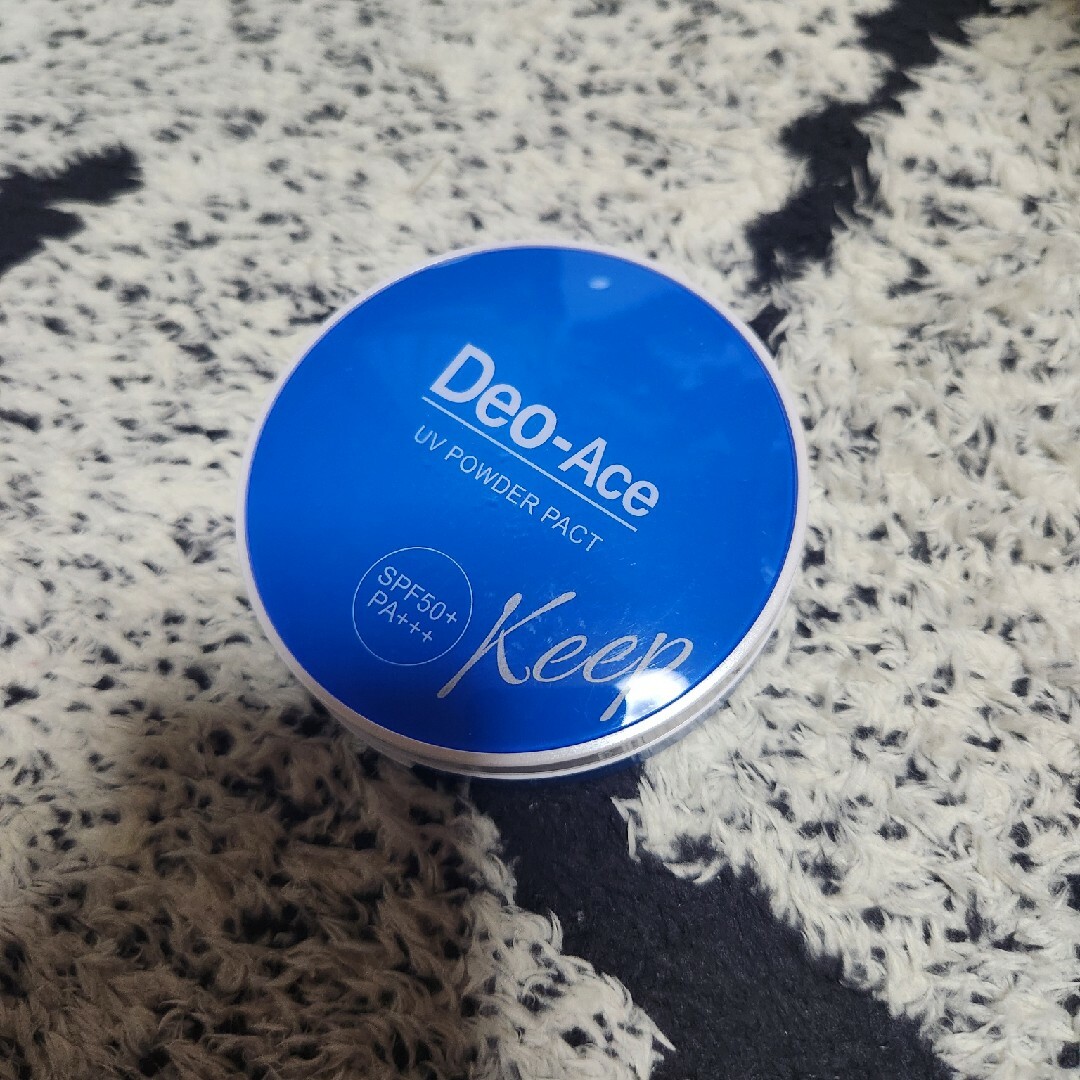 Deo-Ace
UV POWDER PACT
SPF50+
PA+++
Keep